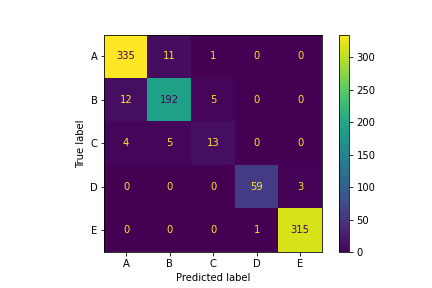 A 335 11 1 0 0
B 12 192 5 0 0
C 4 5 13 0 0
D 0 0 0 59 3
E 0 0 0 1 315
A B C D E
True label
Predicted label
300
250
200
150
100
50
0